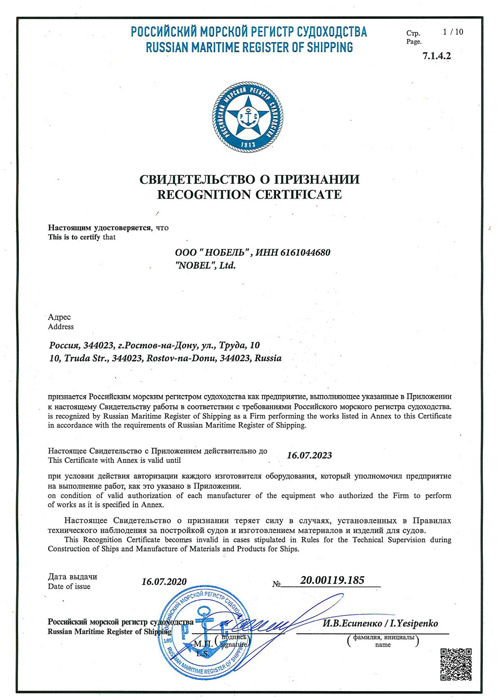 РОССИЙСКИЙ МОРСКОЙ РЕГИСТР СУДОХОДСТВА
RUSSIAN MARITIME REGISTER OF SHIPPING
Стр. 1 / 10
Page.
7.1.4.2
РОССИЙСКИЙ МОРСКОЙ РЕГИСТР СУДОХОДСТВА
1913
СВИДЕТЕЛЬСТВО О ПРИЗНАНИИ
RECOGNITION CERTIFICATE
Настоящим удостоверяется, что
This is to certify that
ООО " НОБЕЛЬ" , ИНН 6161044680
"NOBEL", Ltd.
Адрес
Address
Россия, 344023, г.Ростов-на-Дону, ул., Труда, 10
10, Truda Str., 344023, Rostov-na-Donu, 344023, Russia
признается Российским морским регистром судоходства как предприятие, выполняющее указанные в Приложении
к настоящему Свидетельству работы в соответствии с требованиями Российского морского регистра судоходства.
is recognized by Russian Maritime Register of Shipping as a Firm performing the works listed in Annex to this Certificate
in accordance with the requirements of Russian Maritime Register of Shipping.
Настоящее Свидетельство с Приложением действительно до
This Certificate with Annex is valid until
16.07.2023
при условии действия авторизации каждого изготовителя оборудования, который уполномочил предприятие
на выполнение работ, как это указано в Приложении.
on condition of valid authorization of each manufacturer of the equipment who authorized the Firm to perform
of works as it is specified in Annex.
Настоящее Свидетельство о признании теряет силу в случаях, установленных в Правилах
технического наблюдения за постройкой судов и изготовлением материалов и изделий для судов.
This Recognition Certificate becomes invalid in cases stipulated in Rules for the Technical Supervision during
Construction of Ships and Manufacture of Materials and Products for Ships.
Дата выдачи
Date of issue
16.07.2020
№ 20.00119.185
Российский морской регистр судоходства
Russian Maritime Register of Shipping
И.В.Есипенко / I.Yesipenko
М.П.
L.S.
(подпись)
signature
(фамилия, инициалы)
name
РОССИЙСКИЙ МОРСКОЙ РЕГИСТР СУДОХОДСТВА
RUSSIAN MARITIME REGISTER OF SHIPPING
185